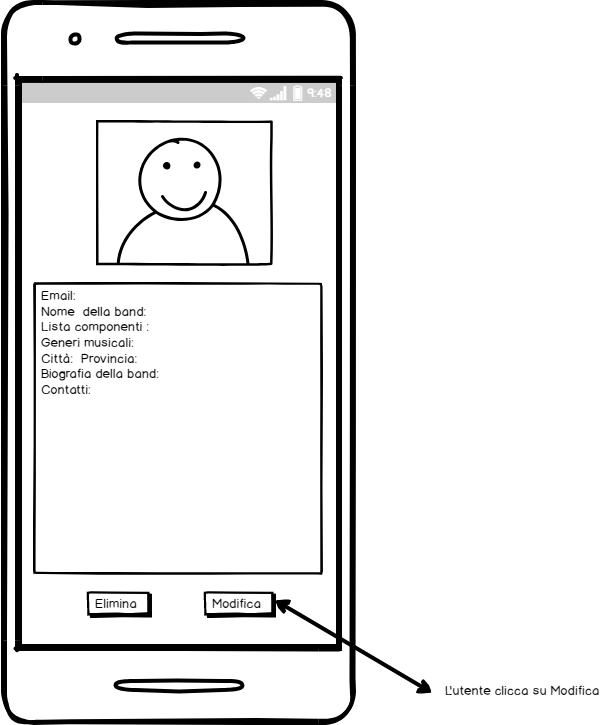 9:48
Email:
Nome  della band:
Lista componenti :
Generi musicali:
Città:  Provincia:
Biografia della band:
Contatti:
Elimina
Modifica
L'utente clicca su Modifica